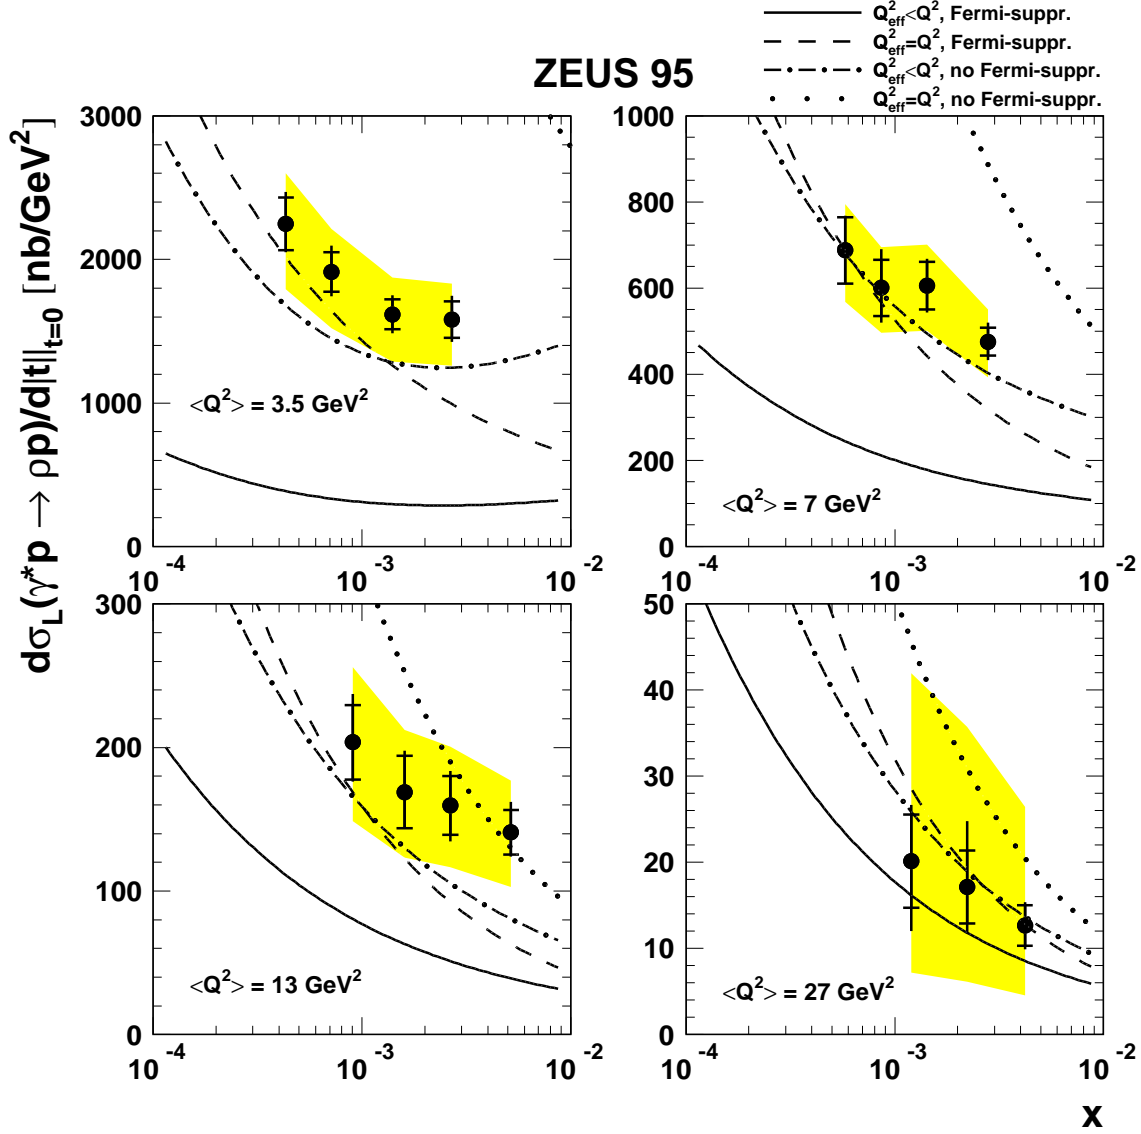 Q²eff<Q², Fermi-suppr.
Q²eff=Q², Fermi-suppr.
Q²eff<Q², no Fermi-suppr.
Q²eff=Q², no Fermi-suppr.
ZEUS 95
dσL(γ*p → ρp)/d|t||t=0 [nb/GeV²]
3000
2000
1000
0
<Q²> = 3.5 GeV²
10⁻⁴ 10⁻³ 10⁻²
1000
800
600
400
200
0
<Q²> = 7 GeV²
10⁻⁴ 10⁻³ 10⁻²
300
200
100
0
<Q²> = 13 GeV²
10⁻⁴ 10⁻³ 10⁻²
50
40
30
20
10
0
<Q²> = 27 GeV²
10⁻⁴ 10⁻³ 10⁻²
x